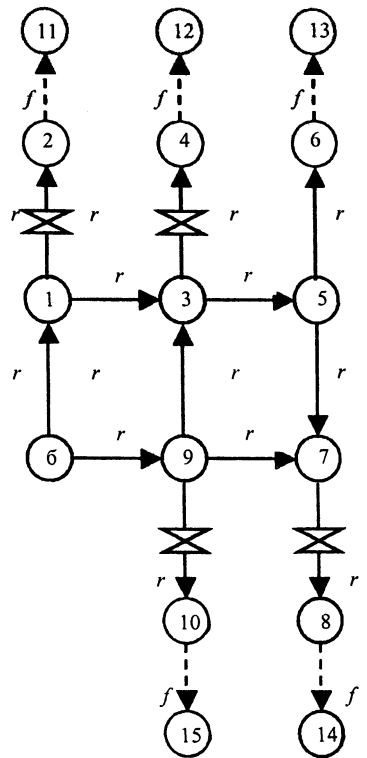 11 12 13
f f f
2 4 6
r r r r
r r
1 3 5
r r r r
r r
б 9 7
r r
10 8
f f
15 14